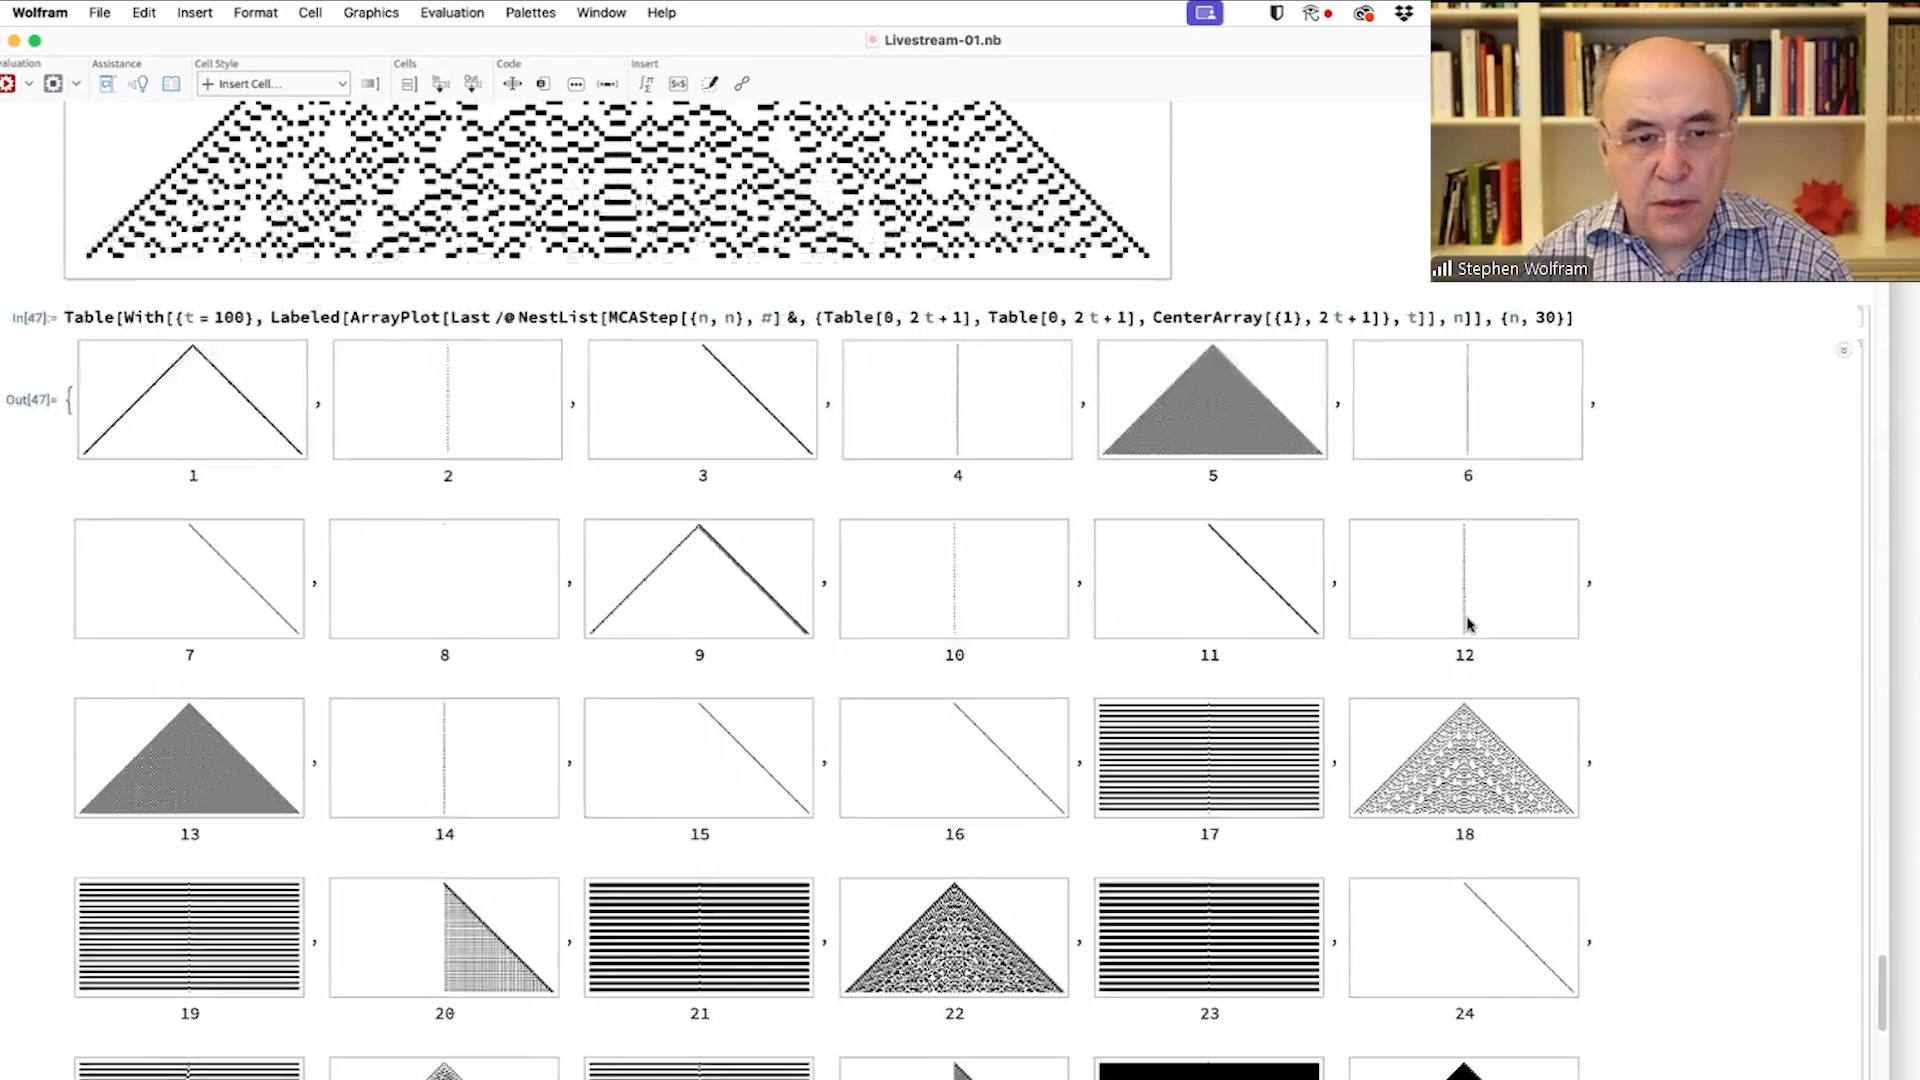 Wolfram File Edit Insert Format Cell Graphics Evaluation Palettes Window Help
Livestream-01.nb
valuation Assistance Cell Style Cells Code Insert
Insert Cell...
Stephen Wolfram
In[47]:= Table[With[{t = 100}, Labeled[ArrayPlot[Last /@ NestList[MCAStep[{n, n}, #] &, {Table[0, 2 t + 1], Table[0, 2 t + 1], CenterArray[{1}, 2 t + 1]}, t]], n]], {n, 30}]
Out[47]= { , , , , , ,
1 2 3 4 5 6
, , , , , ,
7 8 9 10 11 12
, , , , , ,
13 14 15 16 17 18
, , , , , ,
19 20 21 22 23 24